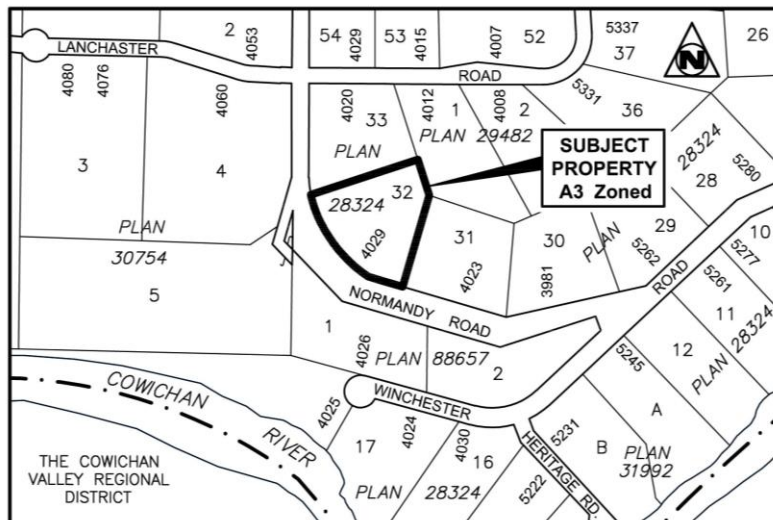 2
4053
54
4029
53
4015
4007
52
5337
37
26
N
LANCHASTER
ROAD
4080
4076
4060
4020
33
4012
1
4008
2
5331
36
PLAN
PLAN 29482
SUBJECT
PROPERTY
A3 Zoned
28324
5280
28
3
4
32
28324
4029
PLAN
30754
5
31
4023
30
3981
PLAN
29
5262
ROAD
10
5277
5261
11
28324
NORMANDY ROAD
1
4026
PLAN 88657
2
5245
12
PLAN
COWICHAN
RIVER
WINCHESTER
4025
17
4024
4030
16
PLAN 28324
5222
HERITAGE RD.
5231
B
A
PLAN
31992
THE COWICHAN
VALLEY REGIONAL
DISTRICT